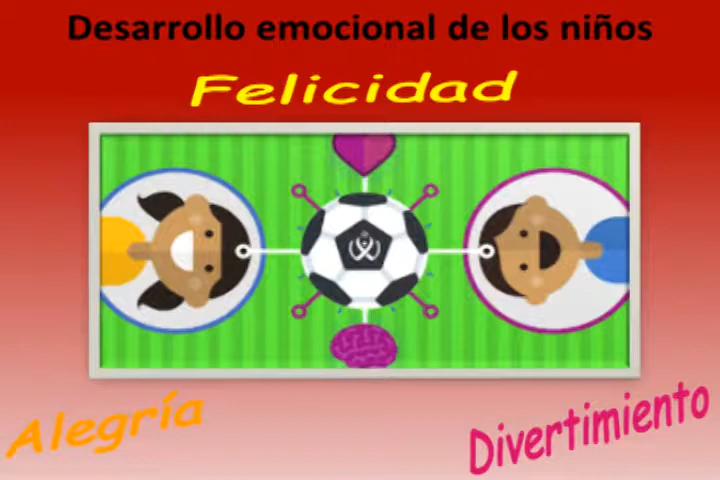 Desarrollo emocional de los niños
Felicidad
Alegría
Divertimiento